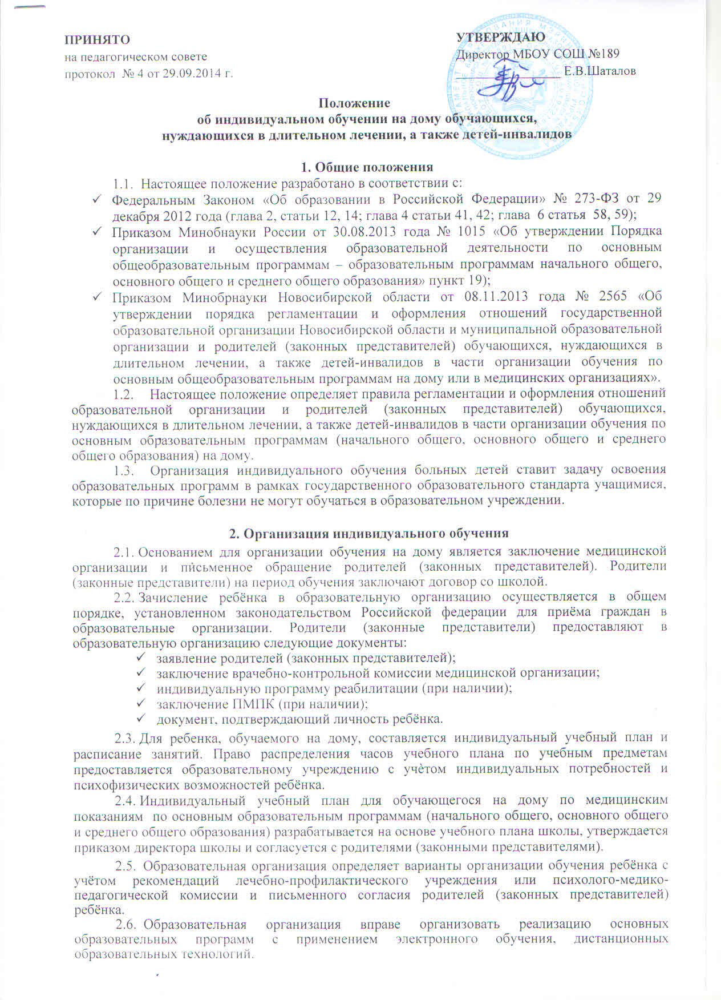 ПРИНЯТО
на педагогическом совете
протокол № 4 от 29.09.2014 г.
УТВЕРЖДАЮ
Директор МБОУ СОШ №189
Е.В.Шаталов
Положение
об индивидуальном обучении на дому обучающихся,
нуждающихся в длительном лечении, а также детей-инвалидов
1. Общие положения
1.1. Настоящее положение разработано в соответствии с:
✓ Федеральным Законом «Об образовании в Российской Федерации» № 273-ФЗ от 29
декабря 2012 года (глава 2, статьи 12, 14; глава 4 статьи 41, 42; глава 6 статья 58, 59);
✓ Приказом Минобнауки России от 30.08.2013 года № 1015 «Об утверждении Порядка
организации и осуществления образовательной деятельности по основным
общеобразовательным программам – образовательным программам начального общего,
основного общего и среднего общего образования» пункт 19);
✓ Приказом Минобрнауки Новосибирской области от 08.11.2013 года № 2565 «Об
утверждении порядка регламентации и оформления отношений государственной
образовательной организации Новосибирской области и муниципальной образовательной
организации и родителей (законных представителей) обучающихся, нуждающихся в
длительном лечении, а также детей-инвалидов в части организации обучения по
основным общеобразовательным программам на дому или в медицинских организациях».
1.2. Настоящее положение определяет правила регламентации и оформления отношений
образовательной организации и родителей (законных представителей) обучающихся,
нуждающихся в длительном лечении, а также детей-инвалидов в части организации обучения по
основным образовательным программам (начального общего, основного общего и среднего
общего образования) на дому.
1.3. Организация индивидуального обучения больных детей ставит задачу освоения
образовательных программ в рамках государственного образовательного стандарта учащимися,
которые по причине болезни не могут обучаться в образовательном учреждении.
2. Организация индивидуального обучения
2.1. Основанием для организации обучения на дому является заключение медицинской
организации и письменное обращение родителей (законных представителей). Родители
(законные представители) на период обучения заключают договор со школой.
2.2. Зачисление ребёнка в образовательную организацию осуществляется в общем
порядке, установленном законодательством Российской федерации для приёма граждан в
образовательные организации. Родители (законные представители) предоставляют в
образовательную организацию следующие документы:
✓ заявление родителей (законных представителей);
✓ заключение врачебно-контрольной комиссии медицинской организации;
✓ индивидуальную программу реабилитации (при наличии);
✓ заключение ПМПК (при наличии);
✓ документ, подтверждающий личность ребёнка.
2.3. Для ребенка, обучаемого на дому, составляется индивидуальный учебный план и
расписание занятий. Право распределения часов учебного плана по учебным предметам
предоставляется образовательному учреждению с учётом индивидуальных потребностей и
психофизических возможностей ребёнка.
2.4. Индивидуальный учебный план для обучающегося на дому по медицинским
показаниям по основным образовательным программам (начального общего, основного общего
и среднего общего образования) разрабатывается на основе учебного плана школы, утверждается
приказом директора школы и согласуется с родителями (законными представителями).
2.5. Образовательная организация определяет варианты организации обучения ребёнка с
учётом рекомендаций лечебно-профилактического учреждения или психолого-медико-
педагогической комиссии и письменного согласия родителей (законных представителей)
ребёнка.
2.6. Образовательная организация вправе организовать реализацию основных
образовательных программ с применением электронного обучения, дистанционных
образовательных технологий.